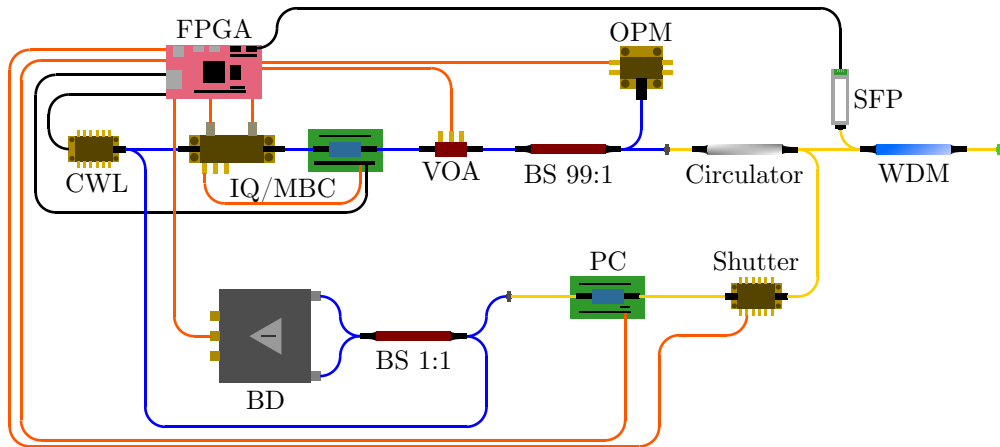 FPGA
OPM
SFP
CWL
IQ/MBC
VOA
BS 99:1
Circulator
WDM
PC
Shutter
BD
BS 1:1